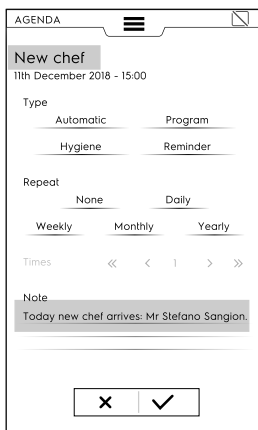 AGENDA
New chef
11th December 2018 - 15:00
Type
Automatic Program
Hygiene Reminder
Repeat
None Daily
Weekly Monthly Yearly
Times « < 1 > »
Note
Today new chef arrives: Mr Stefano Sangion.